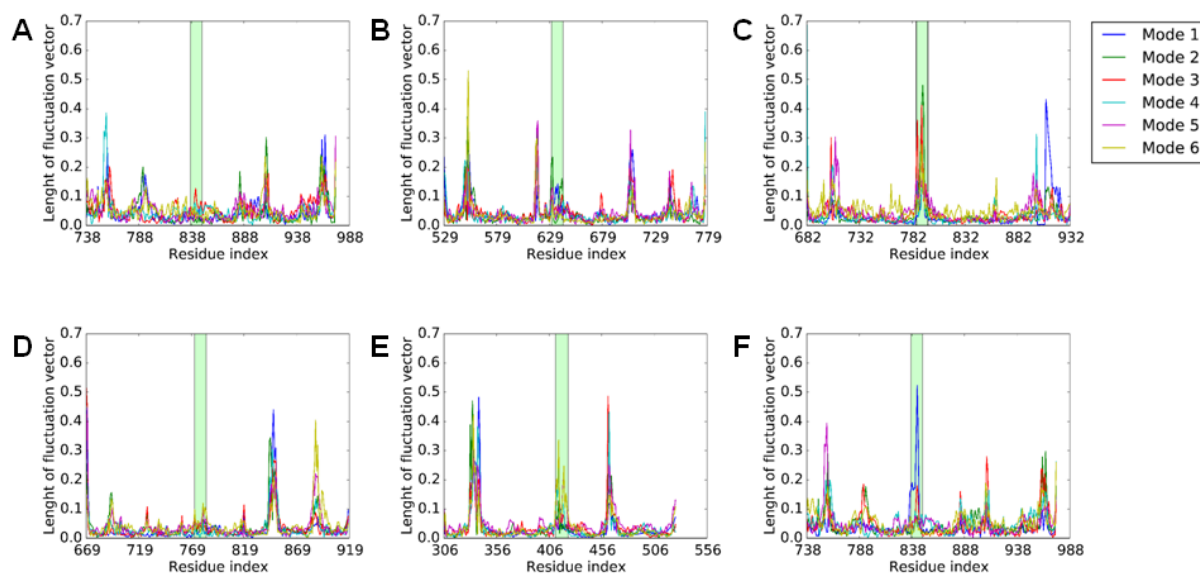 A
0.7
0.6
0.5
0.4
0.3
0.2
0.1
0.0
738 788 838 888 938 988
Residue index
Lenght of fluctuation vector
B
0.7
0.6
0.5
0.4
0.3
0.2
0.1
0.0
529 579 629 679 729 779
Residue index
Lenght of fluctuation vector
C
0.7
0.6
0.5
0.4
0.3
0.2
0.1
0.0
682 732 782 832 882 932
Residue index
Lenght of fluctuation vector
Mode 1
Mode 2
Mode 3
Mode 4
Mode 5
Mode 6
D
0.7
0.6
0.5
0.4
0.3
0.2
0.1
0.0
669 719 769 819 869 919
Residue index
Lenght of fluctuation vector
E
0.7
0.6
0.5
0.4
0.3
0.2
0.1
0.0
306 356 406 456 506 556
Residue index
Lenght of fluctuation vector
F
0.7
0.6
0.5
0.4
0.3
0.2
0.1
0.0
738 788 838 888 938 988
Residue index
Lenght of fluctuation vector